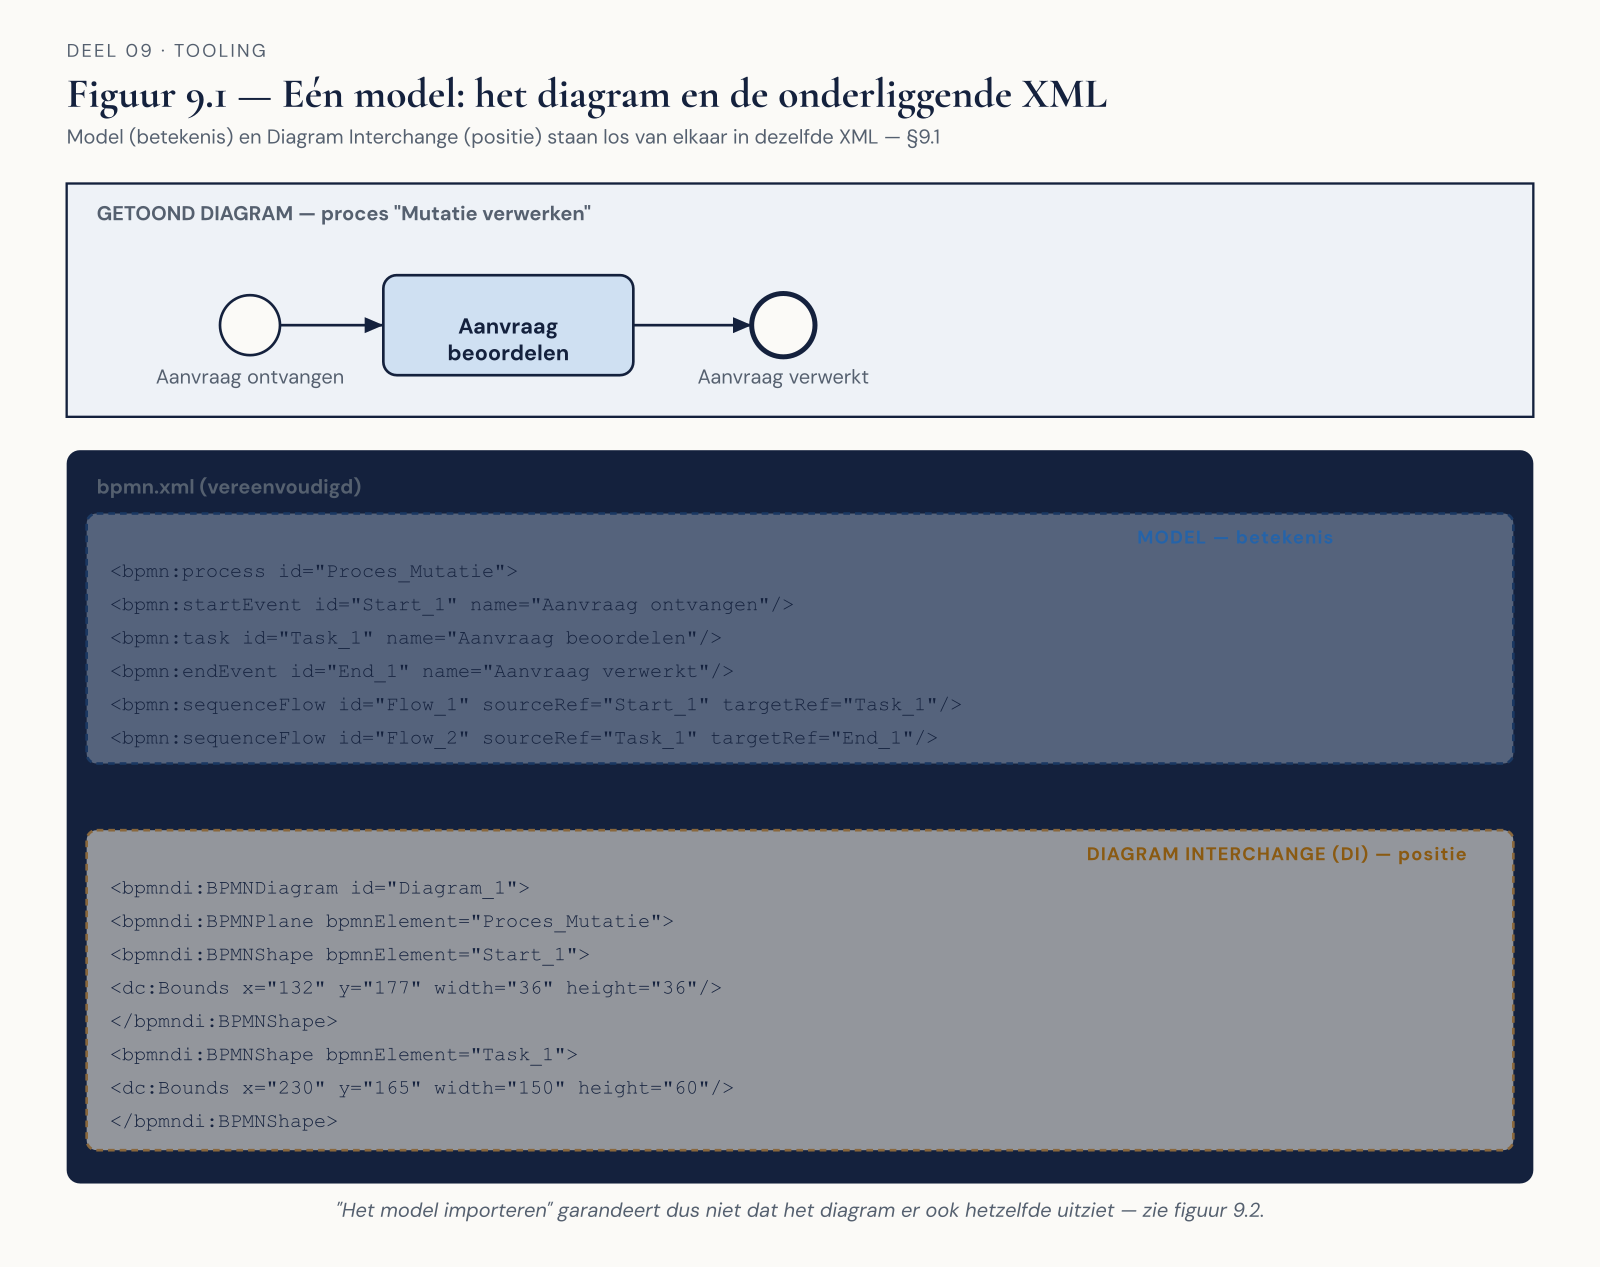 DEEL 09 · TOOLING
Figuur 9.1 — Eén model: het diagram en de onderliggende XML
Model (betekenis) en Diagram Interchange (positie) staan los van elkaar in dezelfde XML — §9.1
GETOOND DIAGRAM — proces "Mutatie verwerken"
Aanvraag
beoordelen
Aanvraag ontvangen
Aanvraag verwerkt
bpmn.xml (vereenvoudigd)
MODEL — betekenis
<bpmn:process id="Proces_Mutatie">
<bpmn:startEvent id="Start_1" name="Aanvraag ontvangen"/>
<bpmn:task id="Task_1" name="Aanvraag beoordelen"/>
<bpmn:endEvent id="End_1" name="Aanvraag verwerkt"/>
<bpmn:sequenceFlow id="Flow_1" sourceRef="Start_1" targetRef="Task_1"/>
<bpmn:sequenceFlow id="Flow_2" sourceRef="Task_1" targetRef="End_1"/>
DIAGRAM INTERCHANGE (DI) — positie
<bpmndi:BPMNDiagram id="Diagram_1">
<bpmndi:BPMNPlane bpmnElement="Proces_Mutatie">
<bpmndi:BPMNShape bpmnElement="Start_1">
<dc:Bounds x="132" y="177" width="36" height="36"/>
</bpmndi:BPMNShape>
<bpmndi:BPMNShape bpmnElement="Task_1">
<dc:Bounds x="230" y="165" width="150" height="60"/>
</bpmndi:BPMNShape>
"Het model importeren" garandeert dus niet dat het diagram er ook hetzelfde uitziet — zie figuur 9.2.